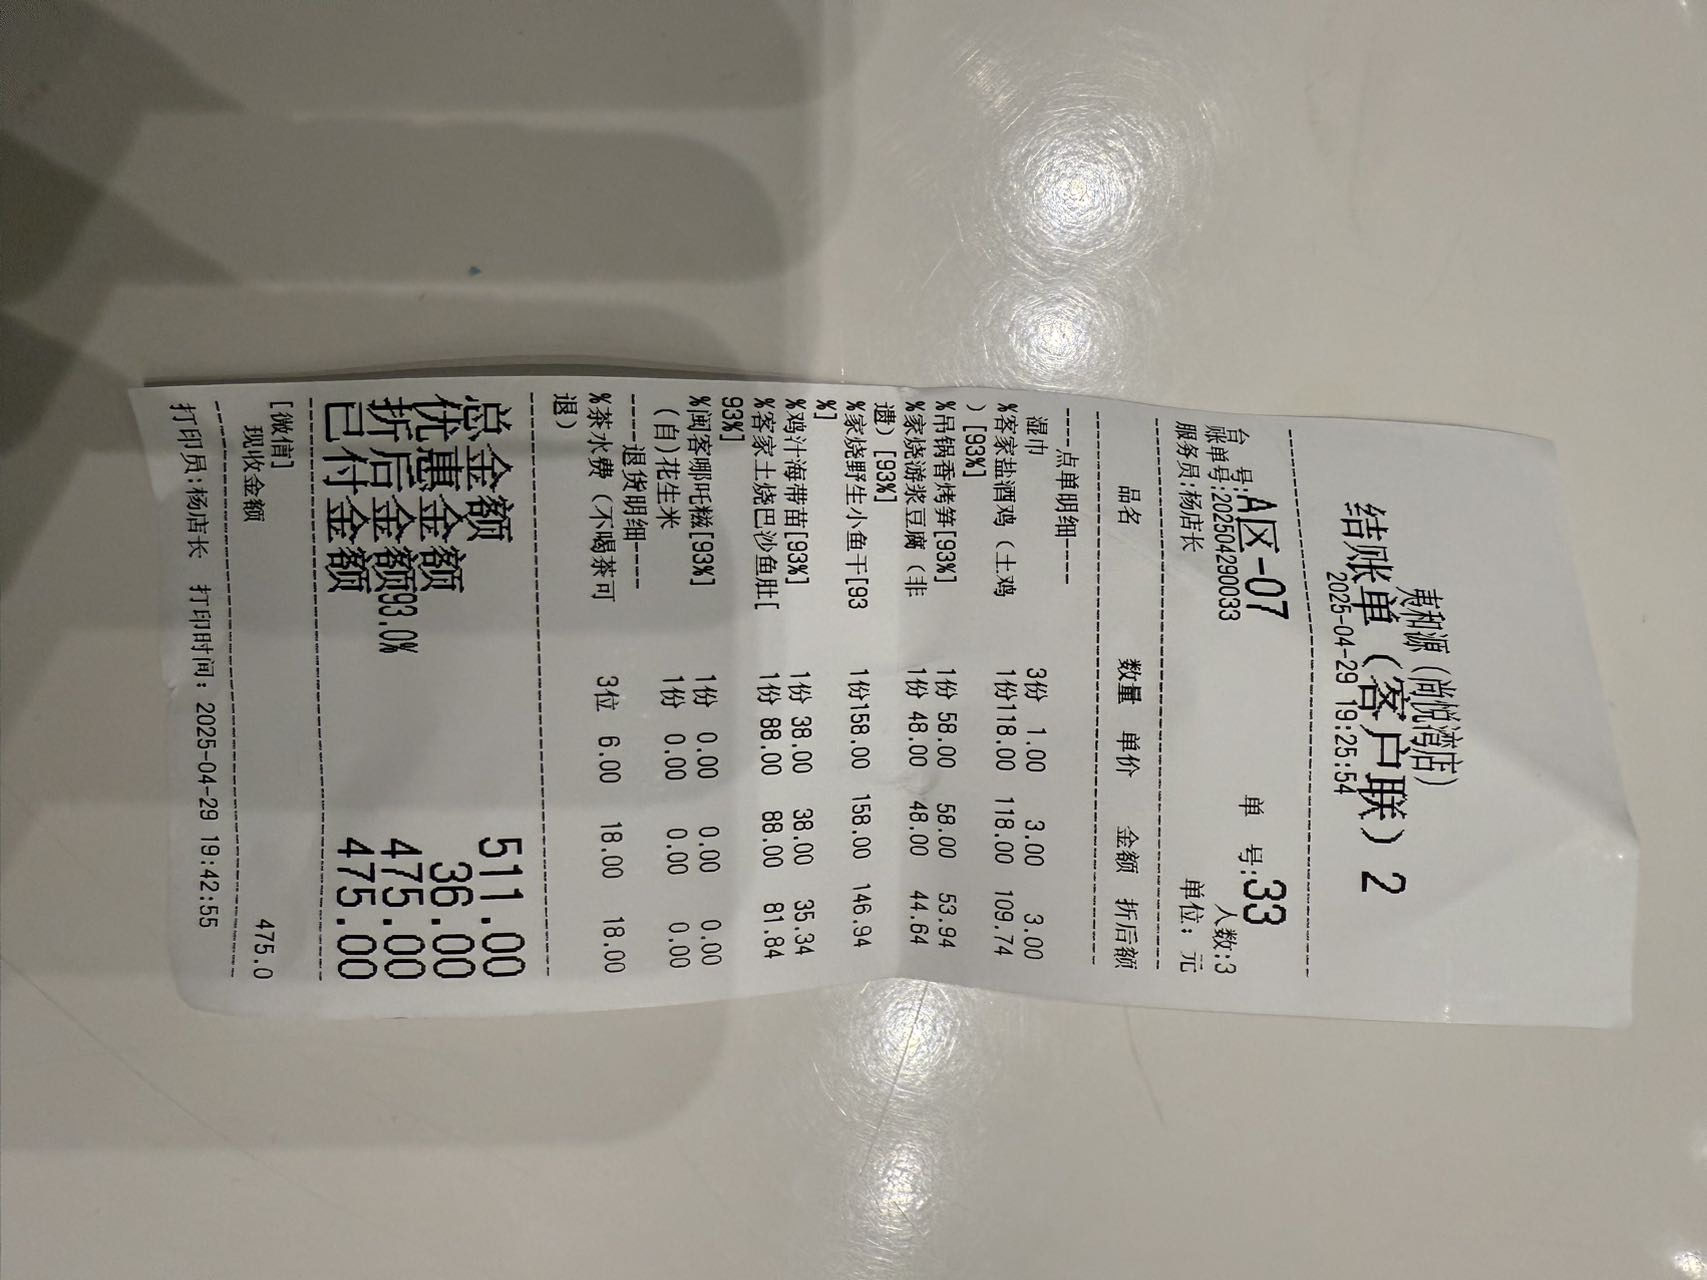 夷和源（尚悦湾店）
结账单（客户联）2
2025-04-29 19:25:54
台 号:A区-07 单 号:33
账单号:202504290033 人数:3
服务员:杨店长 单位: 元
品名 数量 单价 金额 折后额
----点单明细----
湿巾 3份 1.00 3.00 3.00
%客家盐酒鸡（土鸡 1份118.00 118.00 109.74
）[93%]
%吊锅香烤笋[93%] 1份 58.00 58.00 53.94
%家烧游浆豆腐（非 1份 48.00 48.00 44.64
遗）[93%]
%家烧野生小鱼干[93 1份158.00 158.00 146.94
%]
%鸡汁海带苗[93%] 1份 38.00 38.00 35.34
%客家土烧巴沙鱼肚[ 1份 88.00 88.00 81.84
93%]
%闽客哪吒糍[93%] 1份 0.00 0.00 0.00
(自)花生米 1份 0.00 0.00 0.00
----退货明细----
%茶水费（不喝茶可 3位 6.00 18.00 18.00
退）
总金额 511.00
优惠金额 36.00
折后金额93.0% 475.00
已付金额 475.00
[微信]
现收金额 475.0
打印员:杨店长 打印时间: 2025-04-29 19:42:55